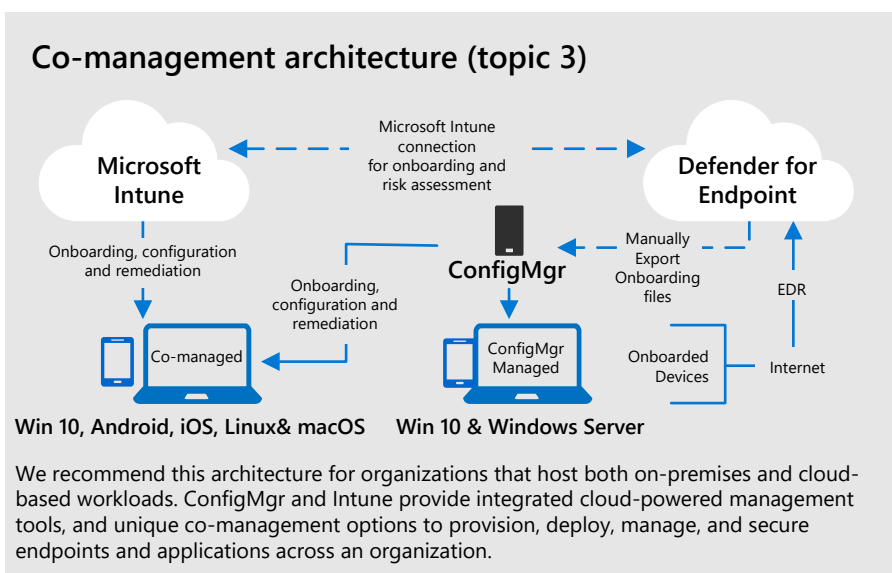 Co-management architecture (topic 3)
Microsoft Intune
connection
for onboarding and
risk assessment
Microsoft
Intune
Defender for
Endpoint
Onboarding, configuration
and remediation
ConfigMgr
Manually
Export
Onboarding
files
Onboarding,
configuration and
remediation
EDR
Co-managed
ConfigMgr
Managed
Onboarded
Devices
Internet
Win 10, Android, iOS, Linux& macOS
Win 10 & Windows Server
We recommend this architecture for organizations that host both on-premises and cloud-
based workloads. ConfigMgr and Intune provide integrated cloud-powered management
tools, and unique co-management options to provision, deploy, manage, and secure
endpoints and applications across an organization.